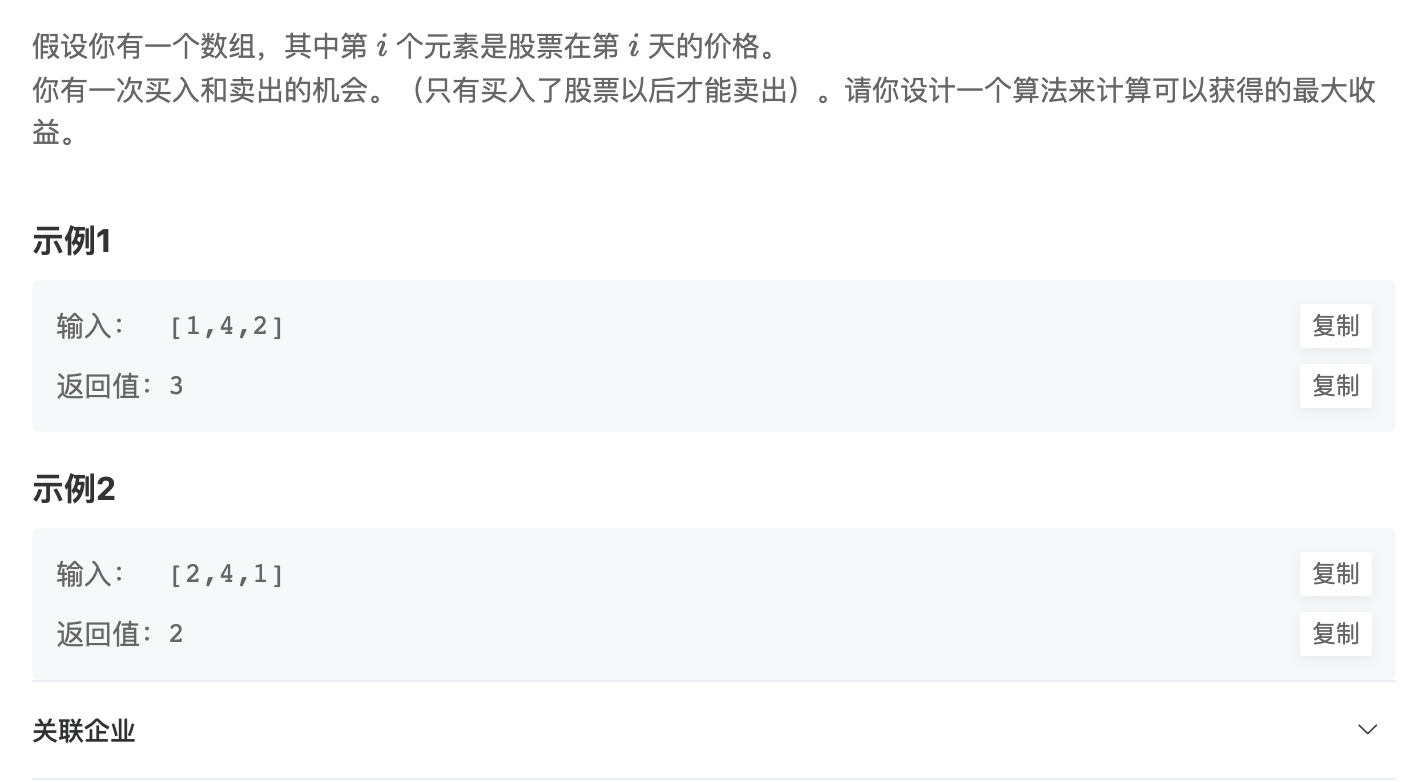 假设你有一个数组，其中第 i 个元素是股票在第 i 天的价格。
你有一次买入和卖出的机会。（只有买入了股票以后才能卖出）。请你设计一个算法来计算可以获得的最大收
益。
示例1
输入： [1,4,2]
复制
返回值：3
复制
示例2
输入： [2,4,1]
复制
返回值：2
复制
关联企业